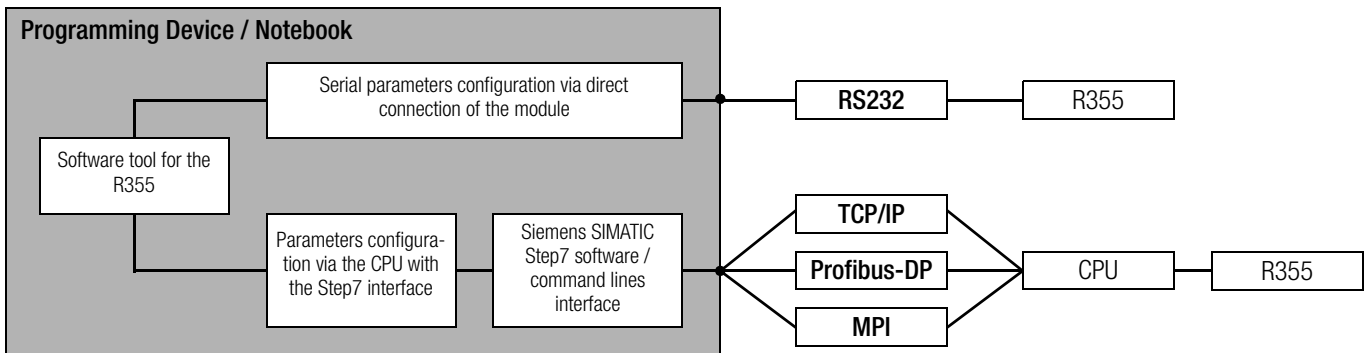 Programming Device / Notebook
Serial parameters configuration via direct
connection of the module
RS232
R355
Software tool for the
R355
Parameters configura-
tion via the CPU with
the Step7 interface
Siemens SIMATIC
Step7 software /
command lines
interface
TCP/IP
Profibus-DP
MPI
CPU
R355